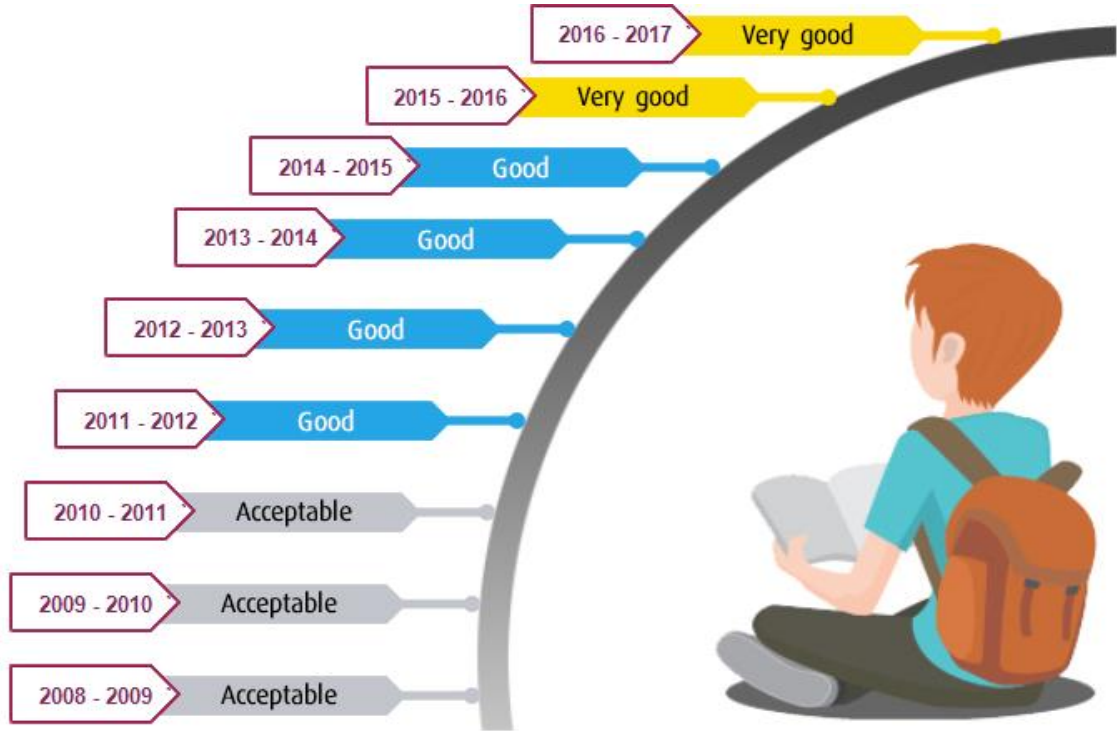 2016 - 2017 Very good
2015 - 2016 Very good
2014 - 2015 Good
2013 - 2014 Good
2012 - 2013 Good
2011 - 2012 Good
2010 - 2011 Acceptable
2009 - 2010 Acceptable
2008 - 2009 Acceptable